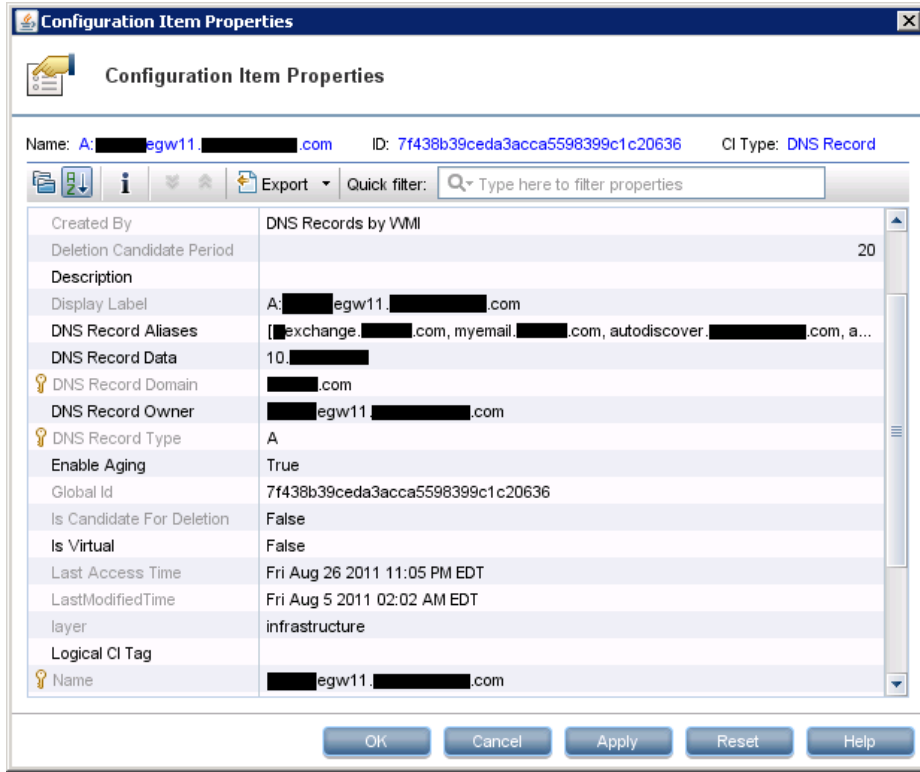 Configuration Item Properties
Configuration Item Properties
Name: A: egw11. .com ID: 7f438b39ceda3acca5598399c1c20636 CI Type: DNS Record
Export Quick filter: Type here to filter properties
Created By DNS Records by WMI
Deletion Candidate Period 20
Description
Display Label A: egw11. .com
DNS Record Aliases [ exchange. .com, myemail. .com, autodiscover. .com, a...
DNS Record Data 10.
DNS Record Domain .com
DNS Record Owner egw11. .com
DNS Record Type A
Enable Aging True
Global Id 7f438b39ceda3acca5598399c1c20636
Is Candidate For Deletion False
Is Virtual False
Last Access Time Fri Aug 26 2011 11:05 PM EDT
LastModifiedTime Fri Aug 5 2011 02:02 AM EDT
layer infrastructure
Logical CI Tag
Name egw11. .com
OK Cancel Apply Reset Help